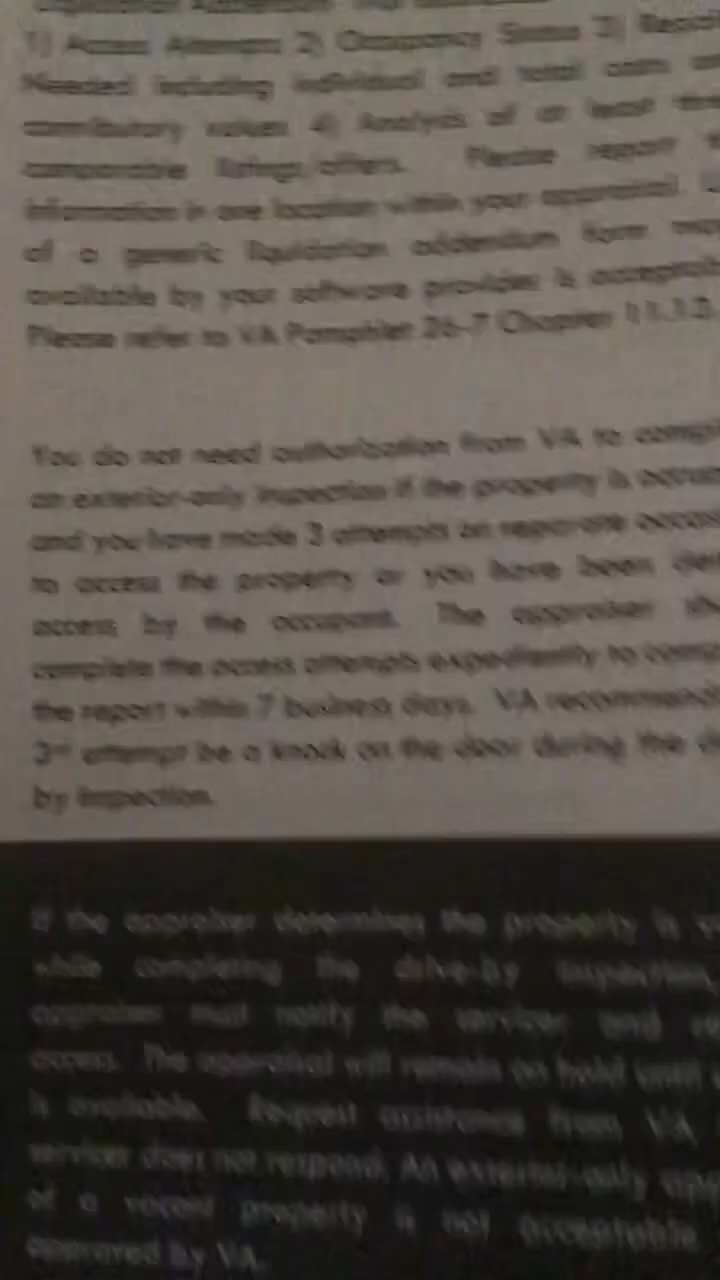 1) Access Attempts 2) Occupancy Status 3)
Needed including individual and total costs
contributory values 4) Analysis of at least
comparable listings/offers. Please report
information in one location within your appraisal.
of a generic liquidation addendum form
available by your software provider is
Please refer to VA Pamphlet 26-7 Chapter 11.12.
You do not need authorization from VA to
an exterior-only inspection if the property is
and you have made 3 attempts on separate
to access the property or you have been
access by the occupant. The appraiser
complete the access attempts expediently to
the report within 7 business days. VA
attempt be a knock on the door during the
by inspection.
If the appraiser determines the property is
while completing the drive-by inspection,
appraiser must notify the servicer and
access. The appraisal will remain on hold until
is available. Request assistance from VA
servicer does not respond. An exterior-only
of a vacant property is not acceptable
approved by VA.